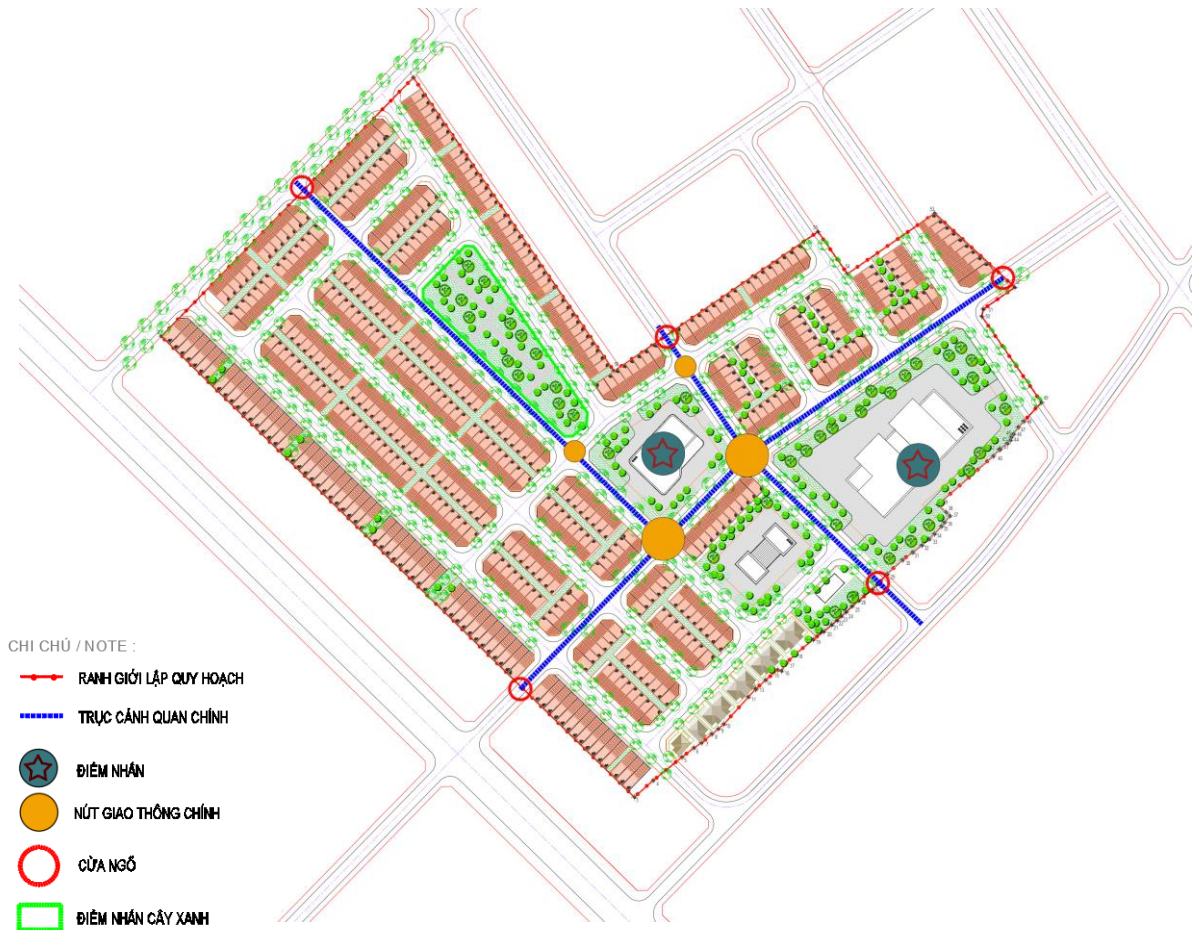 CHI CHÚ / NOTE :
RANH GIỚI LẬP QUY HOẠCH
TRỤC CẢNH QUAN CHÍNH
ĐIỂM NHẤN
NÚT GIAO THÔNG CHÍNH
CỬA NGÕ
ĐIỂM NHẤN CÂY XANH